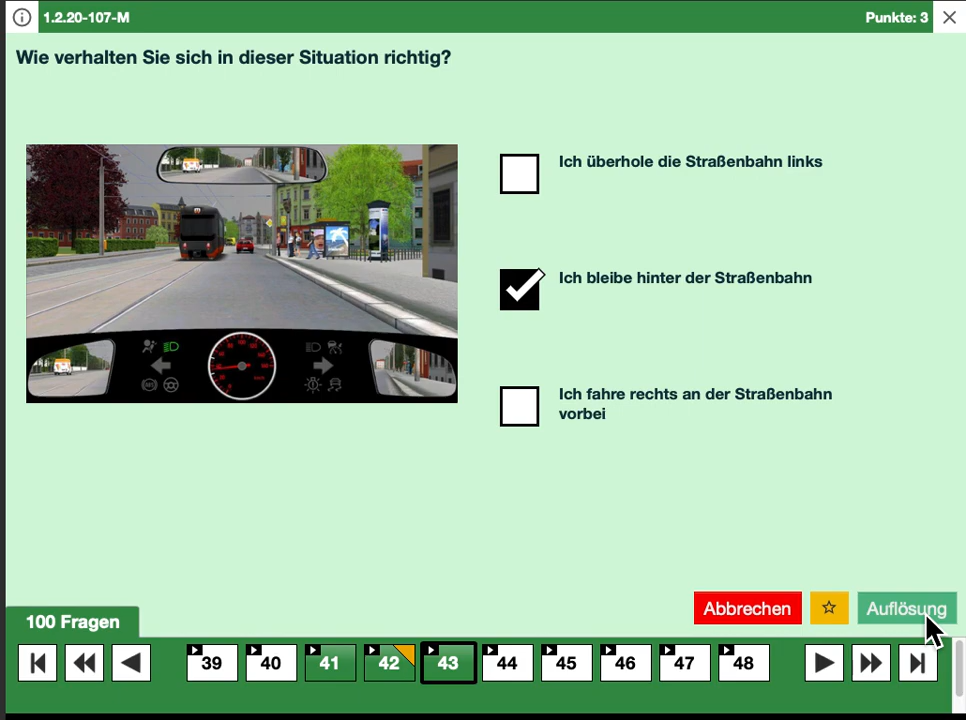 1.2.20-107-M
Punkte: 3
Wie verhalten Sie sich in dieser Situation richtig?
Ich überhole die Straßenbahn links
Ich bleibe hinter der Straßenbahn
Ich fahre rechts an der Straßenbahn
vorbei
Abbrechen
Auflösung
100 Fragen
39 40 41 42 43 44 45 46 47 48